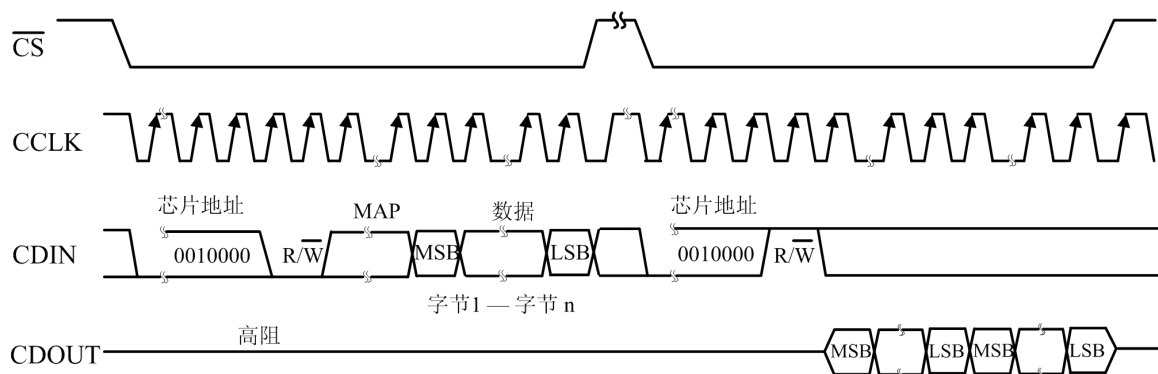 CS
CCLK
芯片地址
MAP
数据
芯片地址
CDIN
0010000
R/W
MSB
LSB
0010000
R/W
字节1 — 字节 n
高阻
CDOUT
MSB
LSB
MSB
LSB